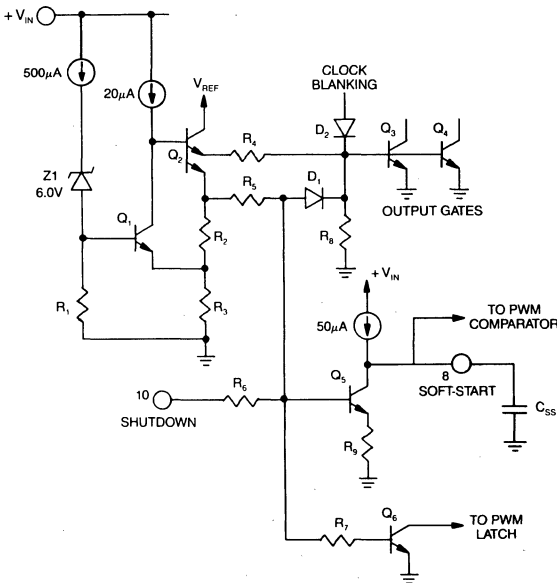 + V_IN
500μA
20μA
V_REF
CLOCK
BLANKING
D_2
Q_3
Q_4
Q_2
R_4
Z1
6.0V
D_1
R_5
OUTPUT GATES
Q_1
R_2
R_8
R_1
R_3
+ V_IN
50μA
TO PWM
COMPARATOR
10
R_6
Q_5
8
SOFT-START
C_SS
SHUTDOWN
R_9
R_7
Q_6
TO PWM
LATCH